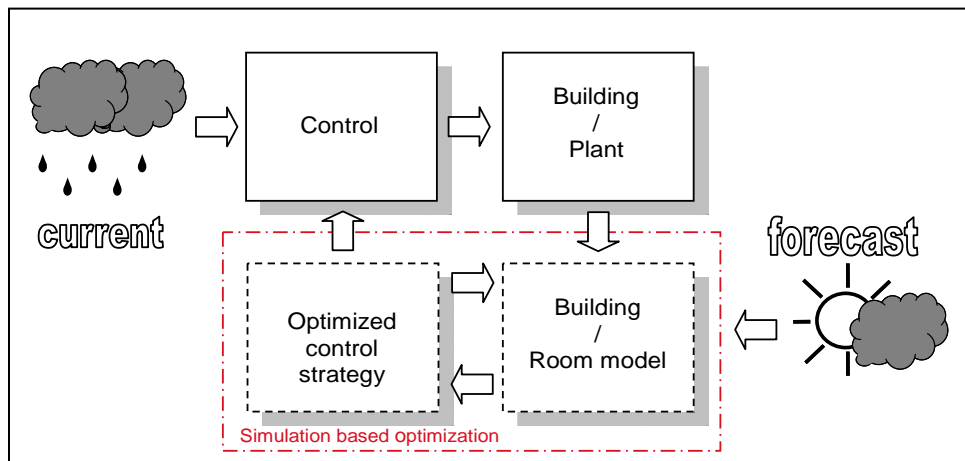 Control
Building
/
Plant
current
forecast
Optimized
control
strategy
Building
/
Room model
Simulation based optimization